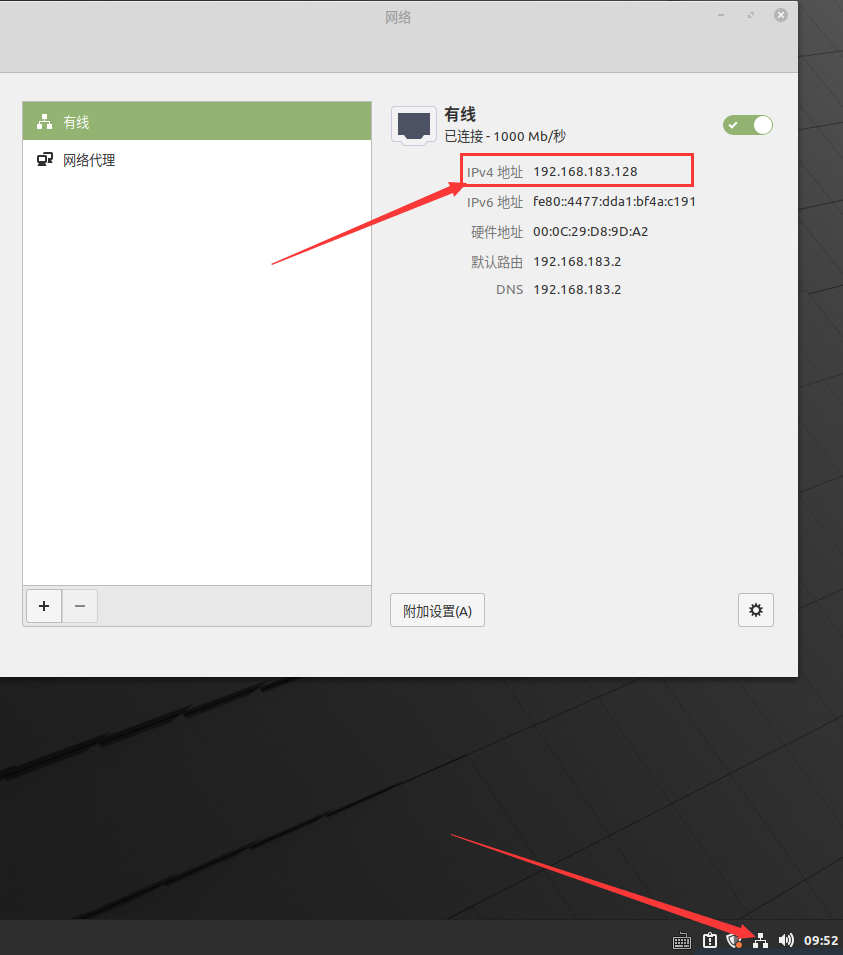 网络
有线
网络代理
有线
已连接 - 1000 Mb/秒
IPv4 地址 192.168.183.128
IPv6 地址 fe80::4477:dda1:bf4a:c191
硬件地址 00:0C:29:D8:9D:A2
默认路由 192.168.183.2
DNS 192.168.183.2
附加设置(A)
09:52